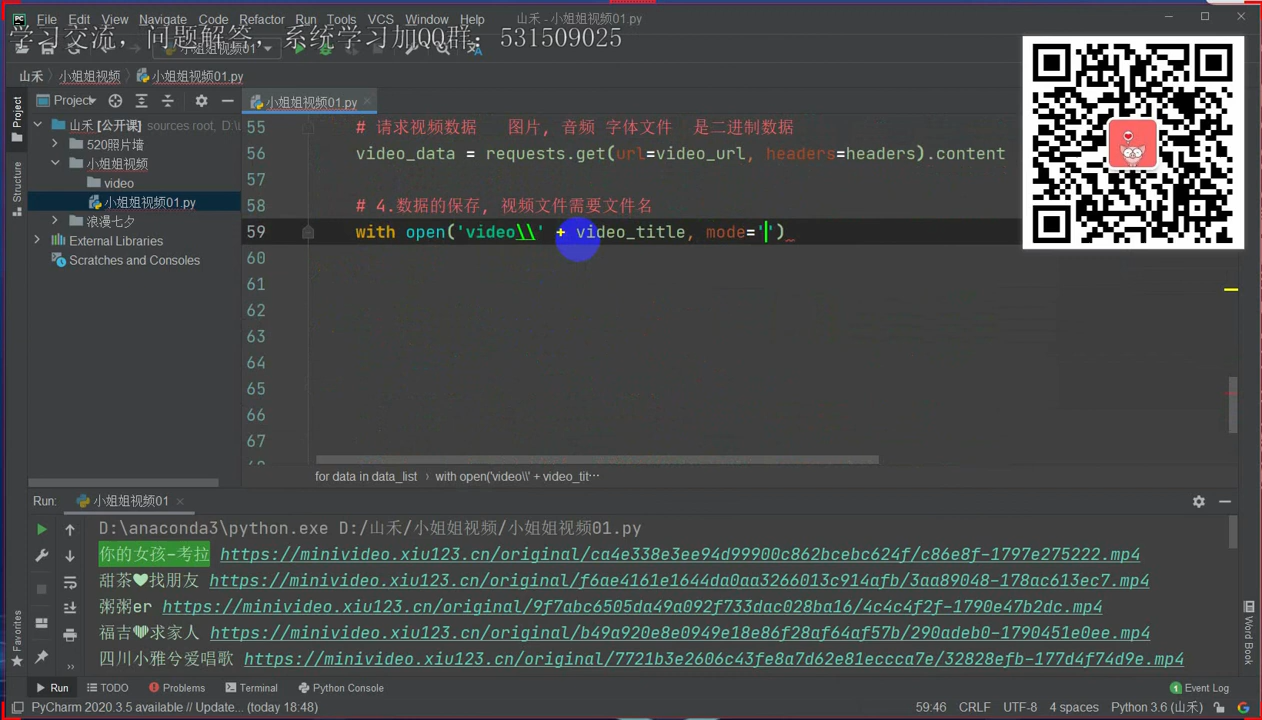 File Edit View Navigate Code Refactor Run Tools VCS Window Help 山禾 - 小姐姐视频01.py
学习交流，问题解答，系统学习加QQ群：531509025
小姐姐视频01
山禾 小姐姐视频 小姐姐视频01.py
Project
小姐姐视频01.py
山禾 [公开课] sources root, D:\
520照片墙
小姐姐视频
video
小姐姐视频01.py
浪漫七夕
External Libraries
Scratches and Consoles
Project
Structure
Favorites
55 # 请求视频数据 图片, 音频 字体文件 是二进制数据
56 video_data = requests.get(url=video_url, headers=headers).content
57
58 # 4.数据的保存, 视频文件需要文件名
59 with open('video\\' + video_title, mode='')
60
61
62
63
64
65
66
67
for data in data_list › with open('video\\' + video_tit···
Run: 小姐姐视频01
D:\anaconda3\python.exe D:/山禾/小姐姐视频/小姐姐视频01.py
你的女孩-考拉 https://minivideo.xiu123.cn/original/ca4e338e3ee94d99900c862bcebc624f/c86e8f-1797e275222.mp4
甜茶♥找朋友 https://minivideo.xiu123.cn/original/f6ae4161e1644da0aa3266013c914afb/3aa89048-178ac613ec7.mp4
粥粥er https://minivideo.xiu123.cn/original/9f7abc6505da49a092f733dac028ba16/4c4c4f2f-1790e47b2dc.mp4
福吉♥求家人 https://minivideo.xiu123.cn/original/b49a920e8e0949e18e86f28af64af57b/290adeb0-1790451e0ee.mp4
四川小雅兮爱唱歌 https://minivideo.xiu123.cn/original/7721b3e2606c43fe8a7d62e81eccca7e/32828efb-177d4f74d9e.mp4
Word Book
Run TODO Problems Terminal Python Console 1 Event Log
PyCharm 2020.3.5 available // Update... (today 18:48) 59:46 CRLF UTF-8 4 spaces Python 3.6 (山禾)